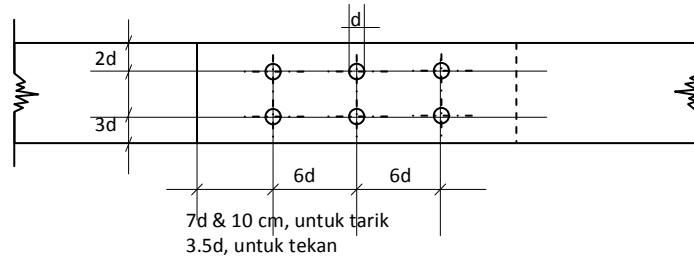 d
2d
3d
6d 6d
7d & 10 cm, untuk tarik
3.5d, untuk tekan